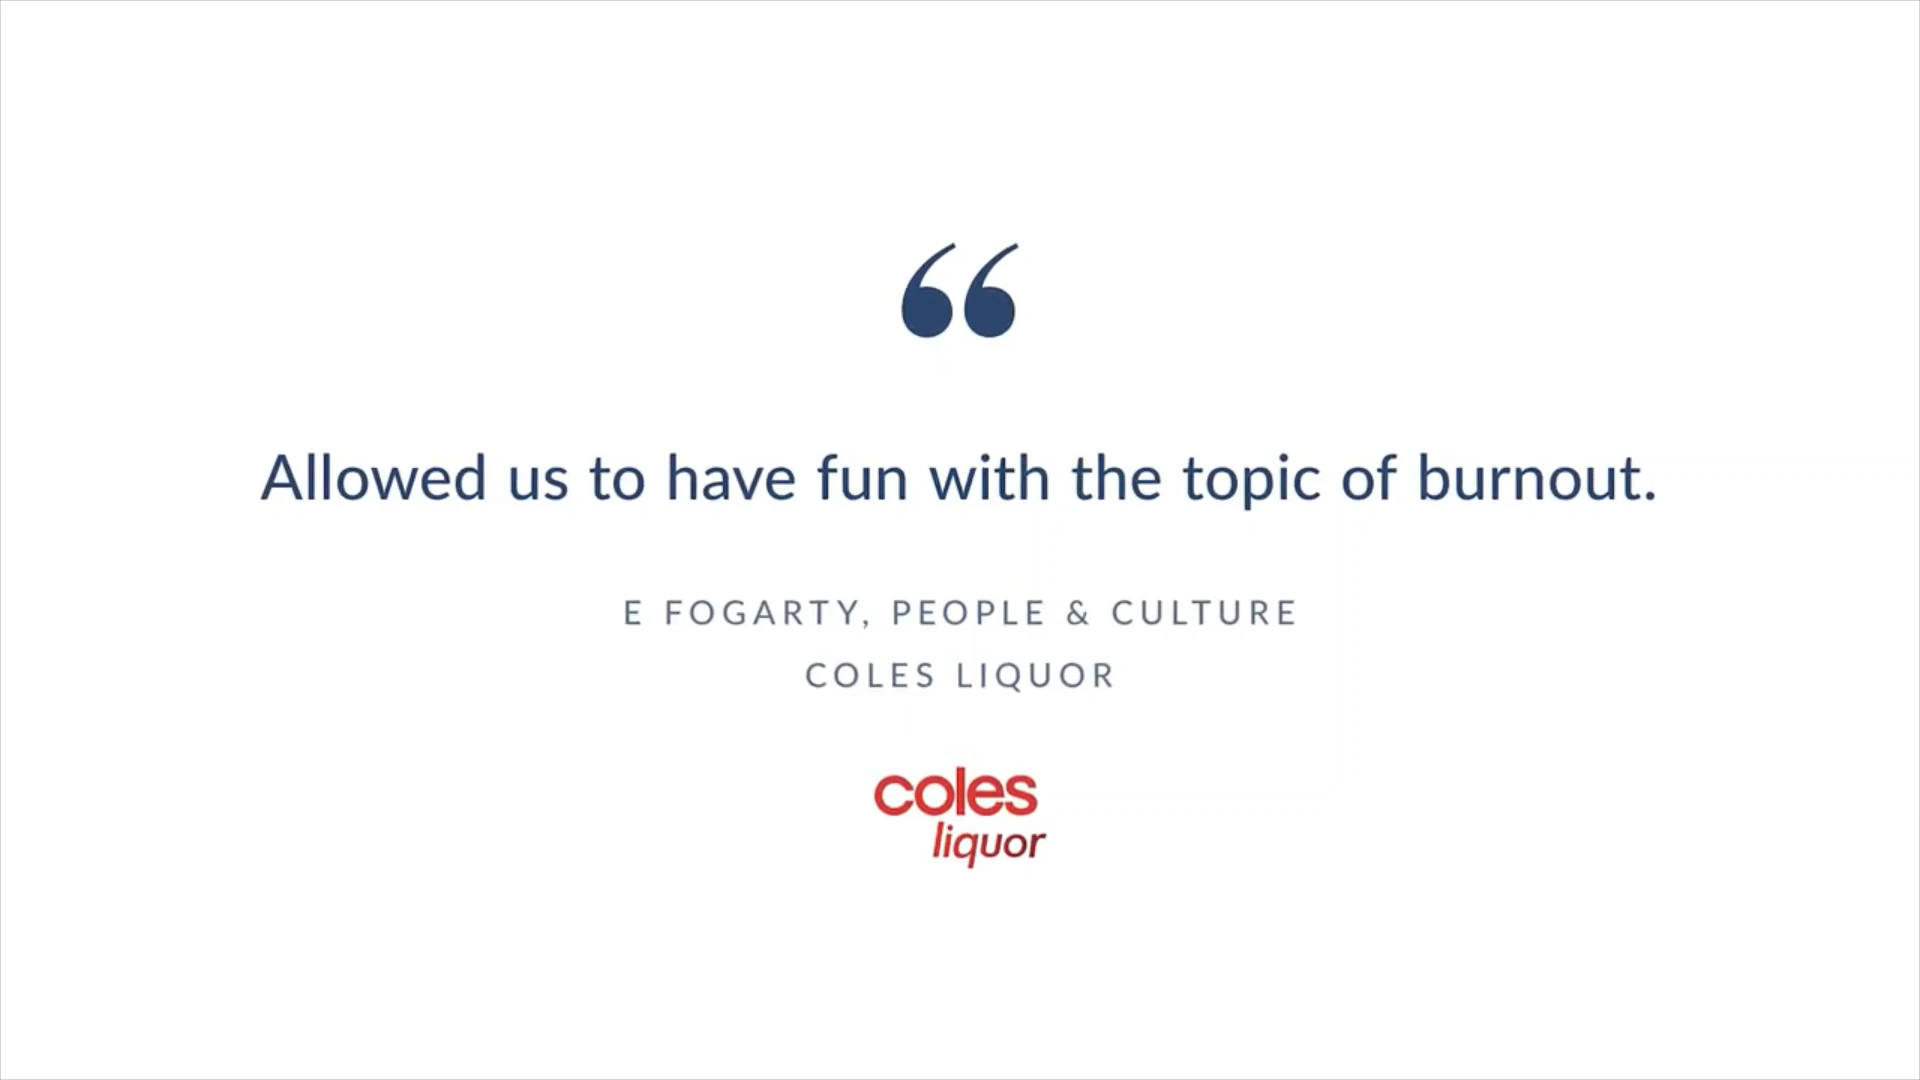 “
Allowed us to have fun with the topic of burnout.
E FOGARTY, PEOPLE & CULTURE
COLES LIQUOR
coles
liquor